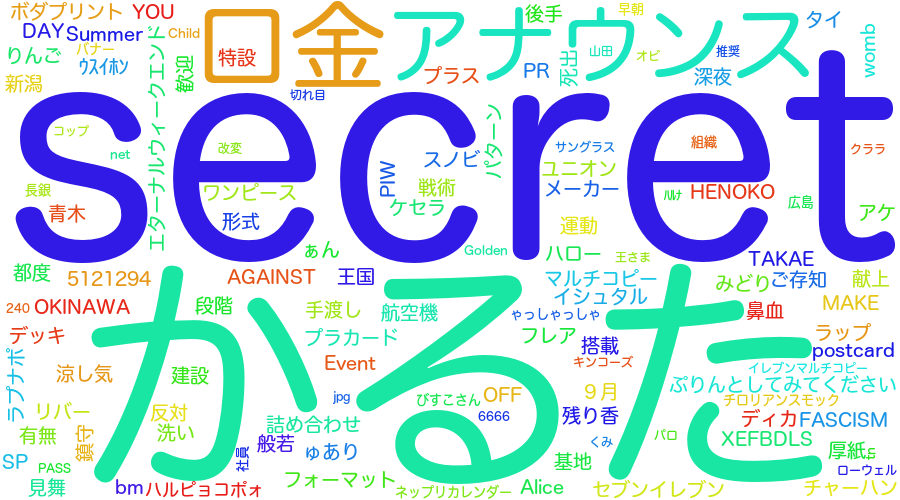 ボダプリント YOU
口金 アナウンス
後手
早朝
タイ
DAY Summer Child
バナー
りんご
ウスイホン
歓迎
特設
プラス
PR
死出
山田
オビ
推奨
深夜
womb
新潟
切れ目
エターナルウィークエンド
secret
コップ
net
改変
パターン
サングラス
組織
クララ
長銀
ワンピース
PIW
スノビ
戦術
ユニオン
メーカー
ﾊﾙﾅ
HENOKO
広島
青木
形式
ケセラ
運動
アケ
ぁん
Golden
ハロー
王さま
TAKAE
都度
5121294
AGAINST
王国
マルチコピー
みどり
ご存知
献上
イシュタル
MAKE
240
OKINAWA
段階
手渡し
航空機
ゃっしゃっしゃ
鼻血
デッキ
プラカード
フレア
搭載
ラップ
かるた
キンコーズ
postcard
ラブナポ
涼し気
建設
Event
イレブンマルチコピー
ぷりんとしてみてください
jpg
びすこさん
OFF
9月
チロリアンスモック
リバー
反対
詰め合わせ
6666
残り香
ディカ
FASCISM
有無
鎮守
洗い
般若
ゅあり
くみ
パロ
XEFBDLS
厚紙
SP
PASS
社員
基地
ローウェル
見舞
bm
ハルピョコポォ
フォーマット
ネップリカレンダー
Alice
セブンイレブン
チャーハン